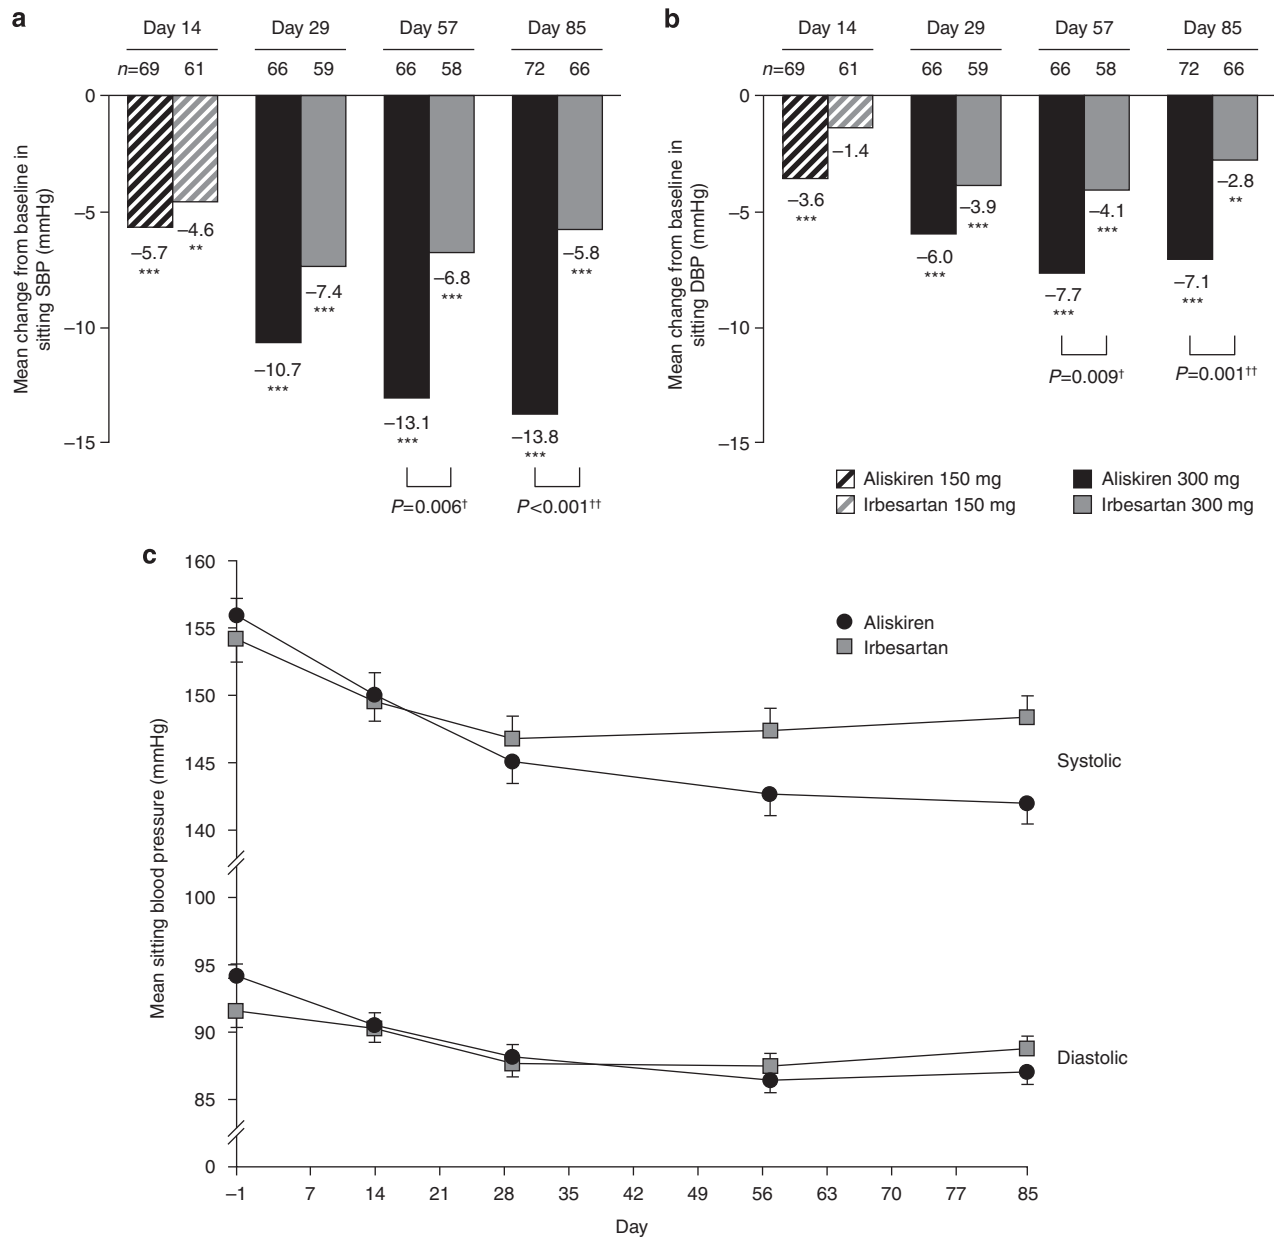 a
Day 14 Day 29 Day 57 Day 85
n=69 61 66 59 66 58 72 66
0
–5
–10
–15
Mean change from baseline in
sitting SBP (mmHg)
–5.7
***
–4.6
**
–10.7
***
–7.4
***
–13.1
***
–6.8
***
–13.8
***
–5.8
***
P=0.006†
P<0.001††
b
Day 14 Day 29 Day 57 Day 85
n=69 61 66 59 66 58 72 66
0
–5
–10
–15
Mean change from baseline in
sitting DBP (mmHg)
–3.6
***
–1.4
–6.0
***
–3.9
***
–7.7
***
–4.1
***
–7.1
***
–2.8
**
P=0.009†
P=0.001††
Aliskiren 150 mg
Irbesartan 150 mg
Aliskiren 300 mg
Irbesartan 300 mg
c
160
155
150
145
140
100
95
90
85
0
Mean sitting blood pressure (mmHg)
Aliskiren
Irbesartan
Systolic
Diastolic
–1 7 14 21 28 35 42 49 56 63 70 77 85
Day